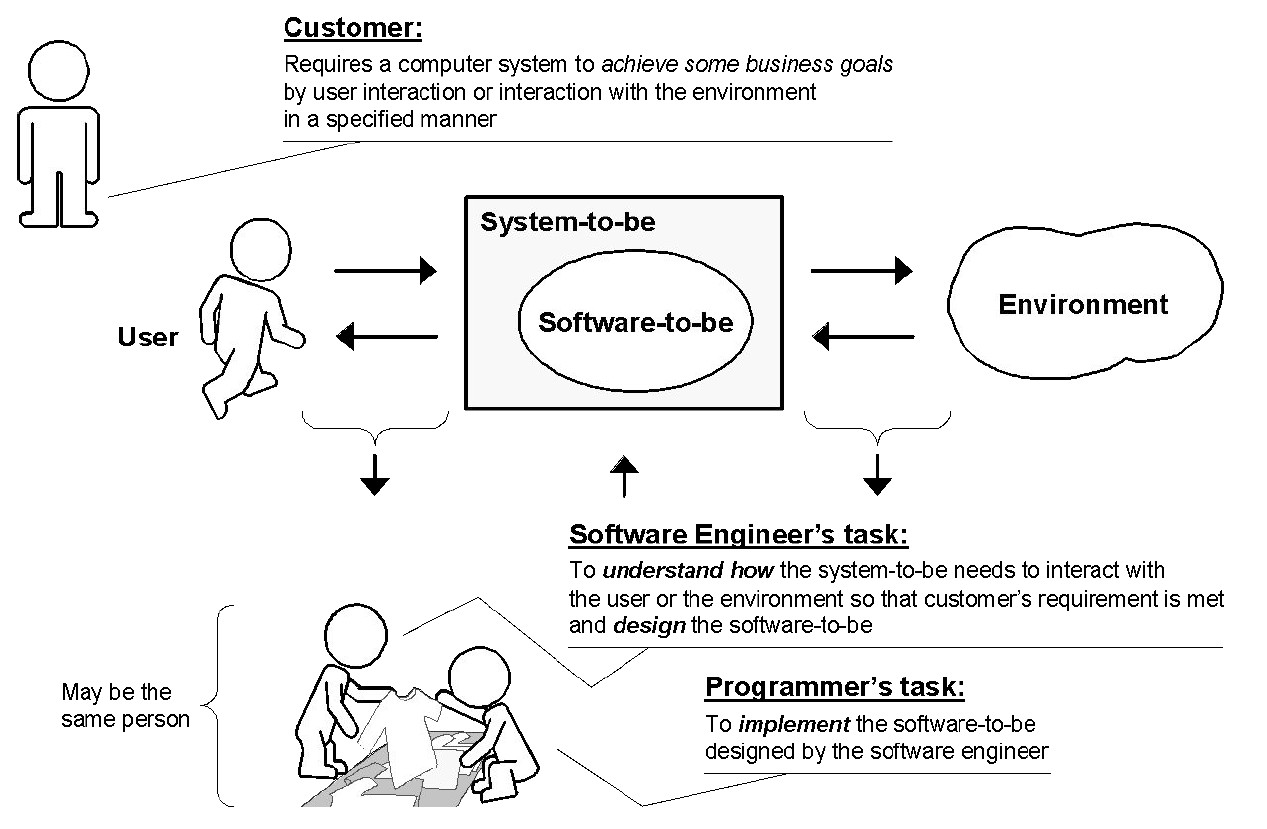 Customer:
Requires a computer system to achieve some business goals
by user interaction or interaction with the environment
in a specified manner
System-to-be
Software-to-be
User
Environment
Software Engineer's task:
To understand how the system-to-be needs to interact with
the user or the environment so that customer's requirement is met
and design the software-to-be
May be the
same person
Programmer's task:
To implement the software-to-be
designed by the software engineer